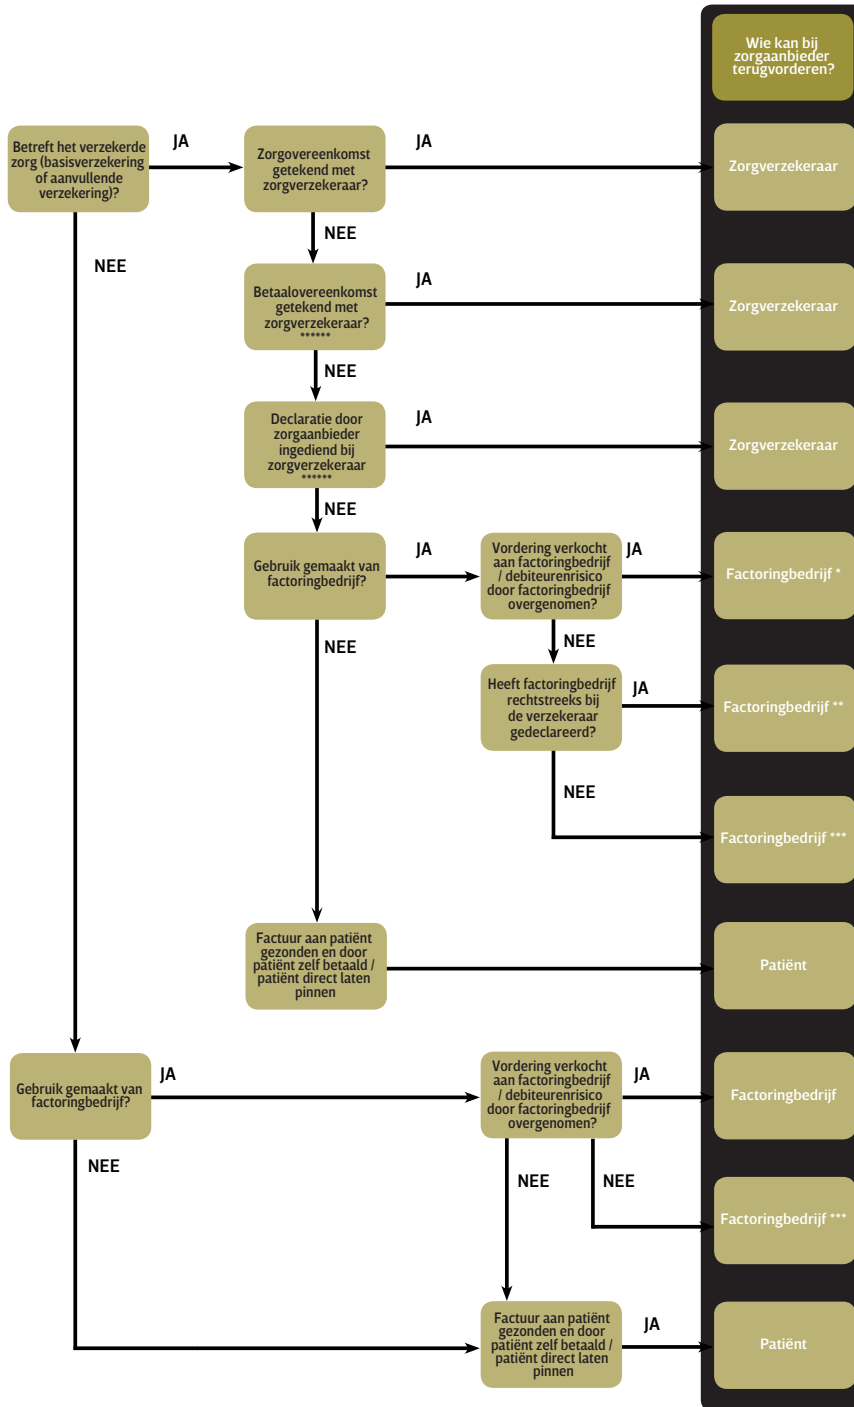 Wie kan bij
zorgaanbieder
terugvorderen?
Betreft het verzekerde
zorg (basisverzekering
of aanvullende
verzekering)?
JA
Zorgovereenkomst
getekend met
zorgverzekeraar?
JA
Zorgverzekeraar
NEE
NEE
Betaalovereenkomst
getekend met
zorgverzekeraar?
******
JA
Zorgverzekeraar
NEE
Declaratie door
zorgaanbieder
ingediend bij
zorgverzekeraar
******
JA
Zorgverzekeraar
NEE
Gebruik gemaakt van
factoringbedrijf?
JA
Vordering verkocht
aan factoringbedrijf
/ debiteurenrisico
door factoringbedrijf
overgenomen?
JA
Factoringbedrijf *
NEE
NEE
Heeft factoringbedrijf
rechtstreeks bij
de verzekeraar
gedeclareerd?
JA
Factoringbedrijf **
NEE
Factoringbedrijf ***
Factuur aan patiënt
gezonden en door
patiënt zelf betaald /
patiënt direct laten
pinnen
Patiënt
Gebruik gemaakt van
factoringbedrijf?
JA
Vordering verkocht
aan factoringbedrijf
/ debiteurenrisico
door factoringbedrijf
overgenomen?
JA
Factoringbedrijf
NEE
NEE
NEE
Factoringbedrijf ***
Factuur aan patiënt
gezonden en door
patiënt zelf betaald /
patiënt direct laten
pinnen
JA
Patiënt